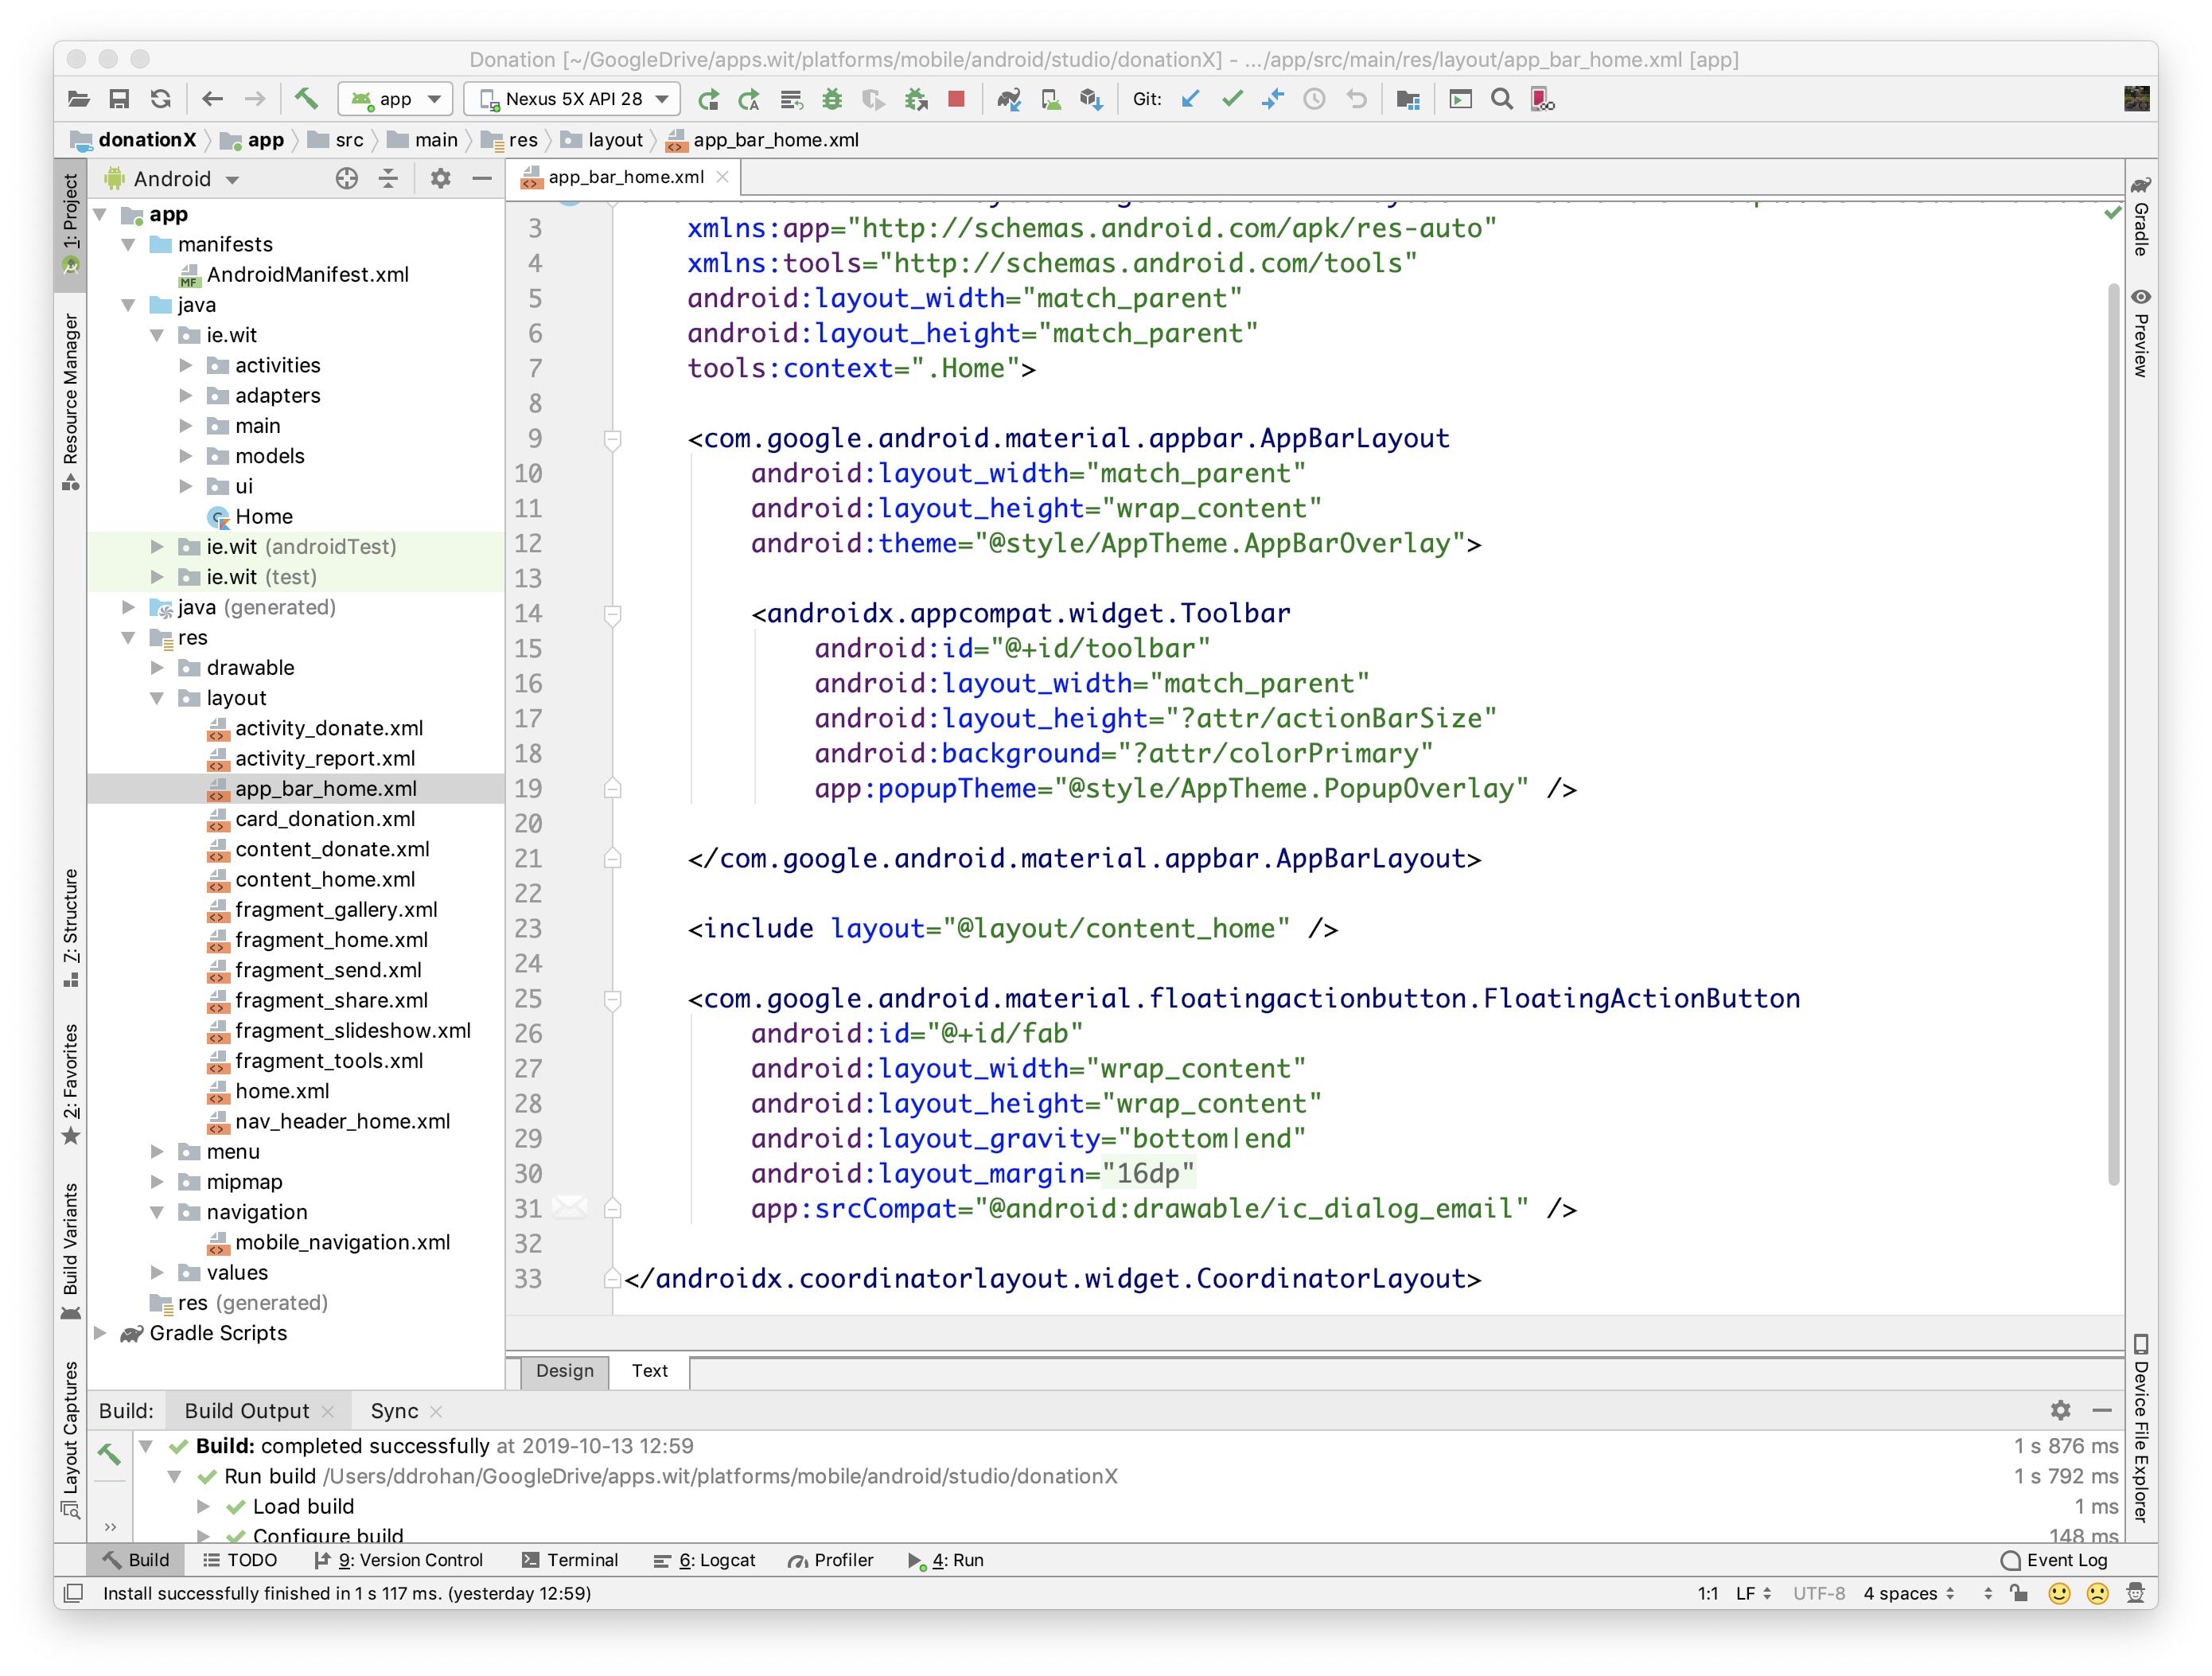 Donation [~/GoogleDrive/apps.wit/platforms/mobile/android/studio/donationX] - .../app/src/main/res/layout/app_bar_home.xml [app]
app Nexus 5X API 28 Git:
donationX app src main res layout app_bar_home.xml
Android
app_bar_home.xml
1: Project
Resource Manager
7: Structure
2: Favorites
Build Variants
Layout Captures
app
manifests
AndroidManifest.xml
java
ie.wit
activities
adapters
main
models
ui
Home
ie.wit (androidTest)
ie.wit (test)
java (generated)
res
drawable
layout
activity_donate.xml
activity_report.xml
app_bar_home.xml
card_donation.xml
content_donate.xml
content_home.xml
fragment_gallery.xml
fragment_home.xml
fragment_send.xml
fragment_share.xml
fragment_slideshow.xml
fragment_tools.xml
home.xml
nav_header_home.xml
menu
mipmap
navigation
mobile_navigation.xml
values
res (generated)
Gradle Scripts
3 xmlns:app="http://schemas.android.com/apk/res-auto"
4 xmlns:tools="http://schemas.android.com/tools"
5 android:layout_width="match_parent"
6 android:layout_height="match_parent"
7 tools:context=".Home">
8
9 <com.google.android.material.appbar.AppBarLayout
10 android:layout_width="match_parent"
11 android:layout_height="wrap_content"
12 android:theme="@style/AppTheme.AppBarOverlay">
13
14 <androidx.appcompat.widget.Toolbar
15 android:id="@+id/toolbar"
16 android:layout_width="match_parent"
17 android:layout_height="?attr/actionBarSize"
18 android:background="?attr/colorPrimary"
19 app:popupTheme="@style/AppTheme.PopupOverlay" />
20
21 </com.google.android.material.appbar.AppBarLayout>
22
23 <include layout="@layout/content_home" />
24
25 <com.google.android.material.floatingactionbutton.FloatingActionButton
26 android:id="@+id/fab"
27 android:layout_width="wrap_content"
28 android:layout_height="wrap_content"
29 android:layout_gravity="bottom|end"
30 android:layout_margin="16dp"
31 app:srcCompat="@android:drawable/ic_dialog_email" />
32
33 </androidx.coordinatorlayout.widget.CoordinatorLayout>
Gradle
Preview
Device File Explorer
Design Text
Build: Build Output Sync
Build: completed successfully at 2019-10-13 12:59 1 s 876 ms
Run build /Users/ddrohan/GoogleDrive/apps.wit/platforms/mobile/android/studio/donationX 1 s 792 ms
Load build 1 ms
Configure build 148 ms
Build TODO 9: Version Control Terminal 6: Logcat Profiler 4: Run Event Log
Install successfully finished in 1 s 117 ms. (yesterday 12:59) 1:1 LF UTF-8 4 spaces